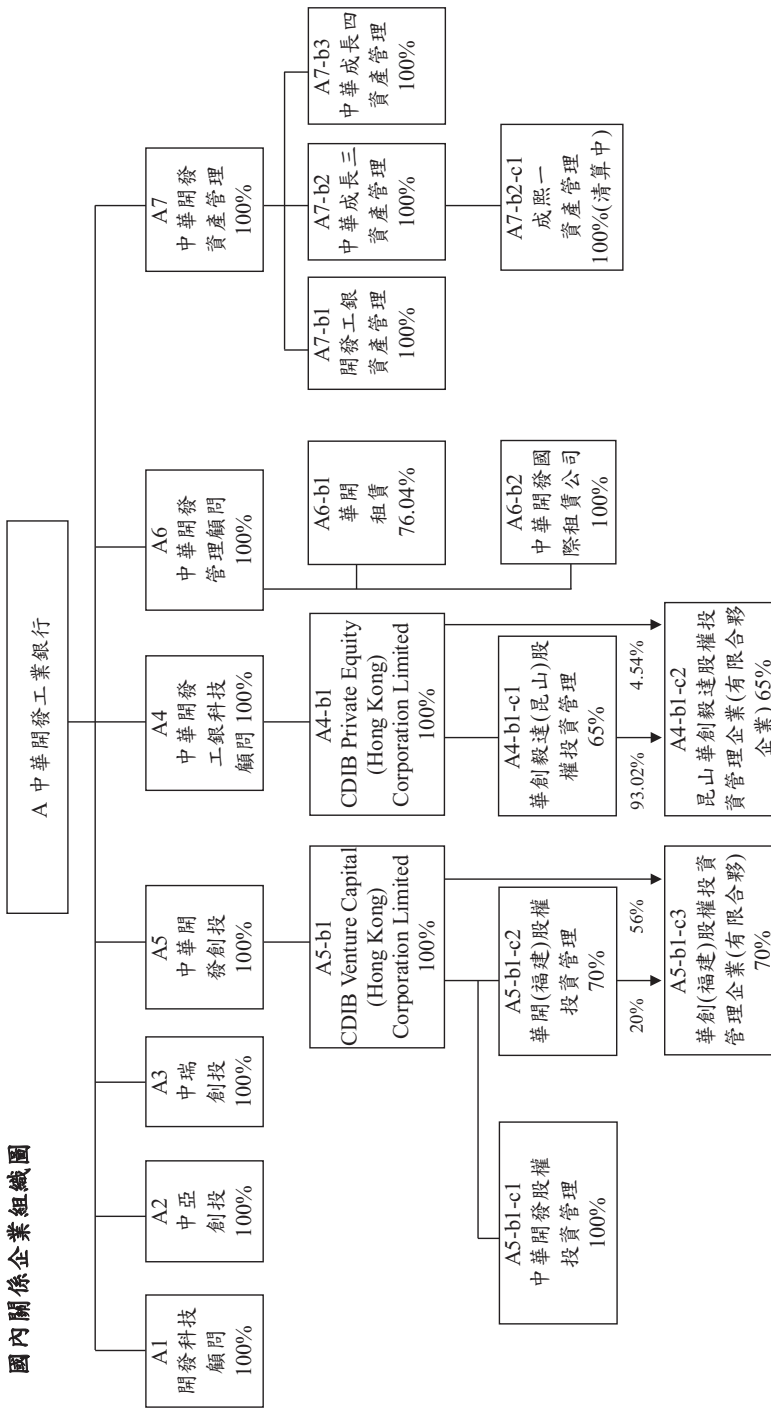 國內關係企業組織圖
A 中華開發工業銀行
A1
開發科技
顧問
100%
A2
中亞
創投
100%
A3
中瑞
創投
100%
A5
中華開
發創投
100%
A4
中華開發
工銀科技
顧問 100%
A6
中華開發
管理顧問
100%
A7
中華開發
資產管理
100%
A5-b1
CDIB Venture Capital
(Hong Kong)
Corporation Limited
100%
A4-b1
CDIB Private Equity
(Hong Kong)
Corporation Limited
100%
A6-b1
華開
租賃
76.04%
A7-b1
開發工銀
資產管理
100%
A7-b2
中華成長三
資產管理
100%
A7-b3
中華成長四
資產管理
100%
A5-b1-c1
中華開發股權
投資管理
100%
A5-b1-c2
華開(福建)股權
投資管理
70%
A4-b1-c1
華創毅達(昆山)股
權投資管理
65%
A6-b2
中華開發國
際租賃公司
100%
A7-b2-c1
成熙一
資產管理
100%(清算中)
20%
56%
93.02%
4.54%
A5-b1-c3
華創(福建)股權投資
管理企業(有限合夥)
70%
A4-b1-c2
昆山華創毅達股權投
資管理企業(有限合夥
企業) 65%